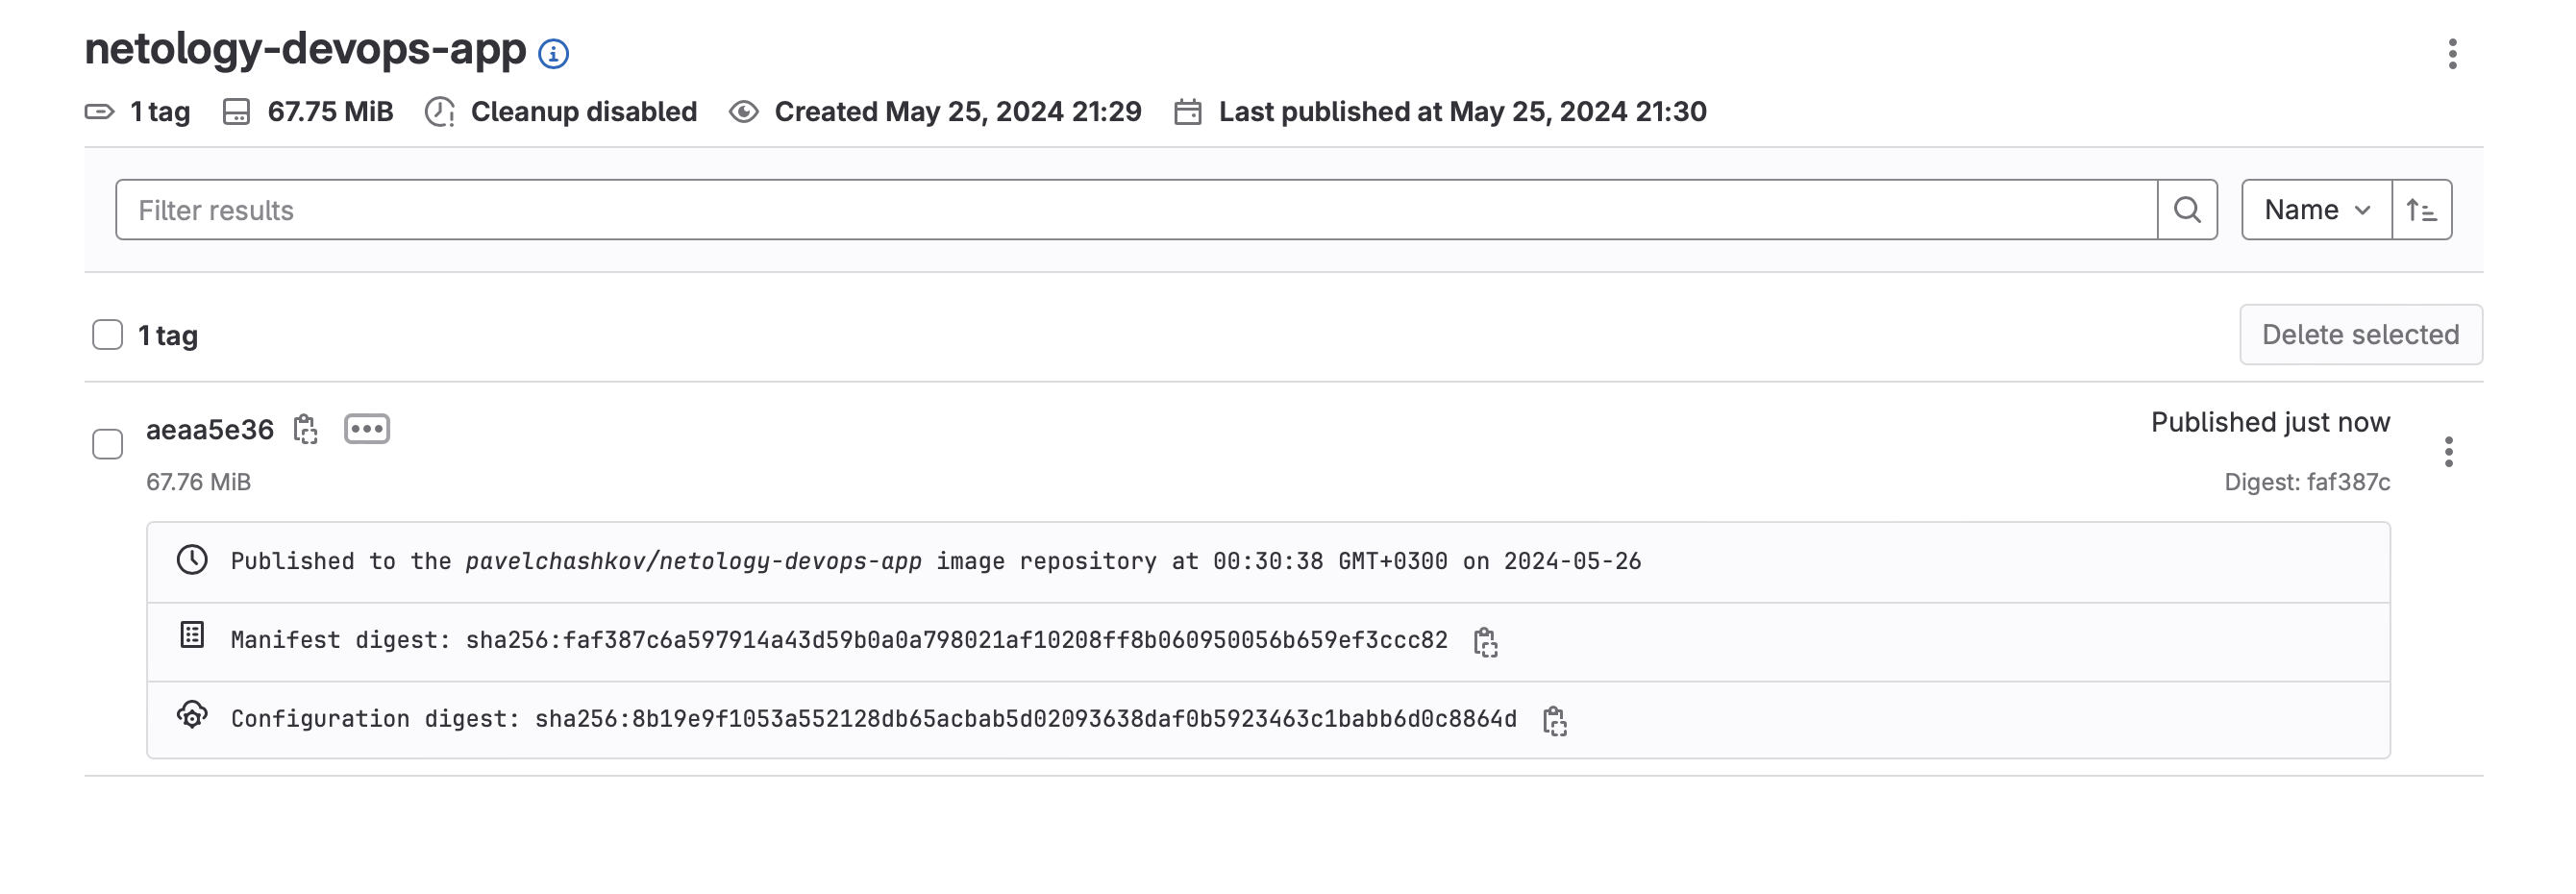 netology-devops-app
1 tag 67.75 MiB Cleanup disabled Created May 25, 2024 21:29 Last published at May 25, 2024 21:30
Filter results Name
1 tag Delete selected
aeaa5e36 Published just now
67.76 MiB Digest: faf387c
Published to the pavelchashkov/netology-devops-app image repository at 00:30:38 GMT+0300 on 2024-05-26
Manifest digest: sha256:faf387c6a597914a43d59b0a0a798021af10208ff8b060950056b659ef3ccc82
Configuration digest: sha256:8b19e9f1053a552128db65acbab5d02093638daf0b5923463c1babb6d0c8864d